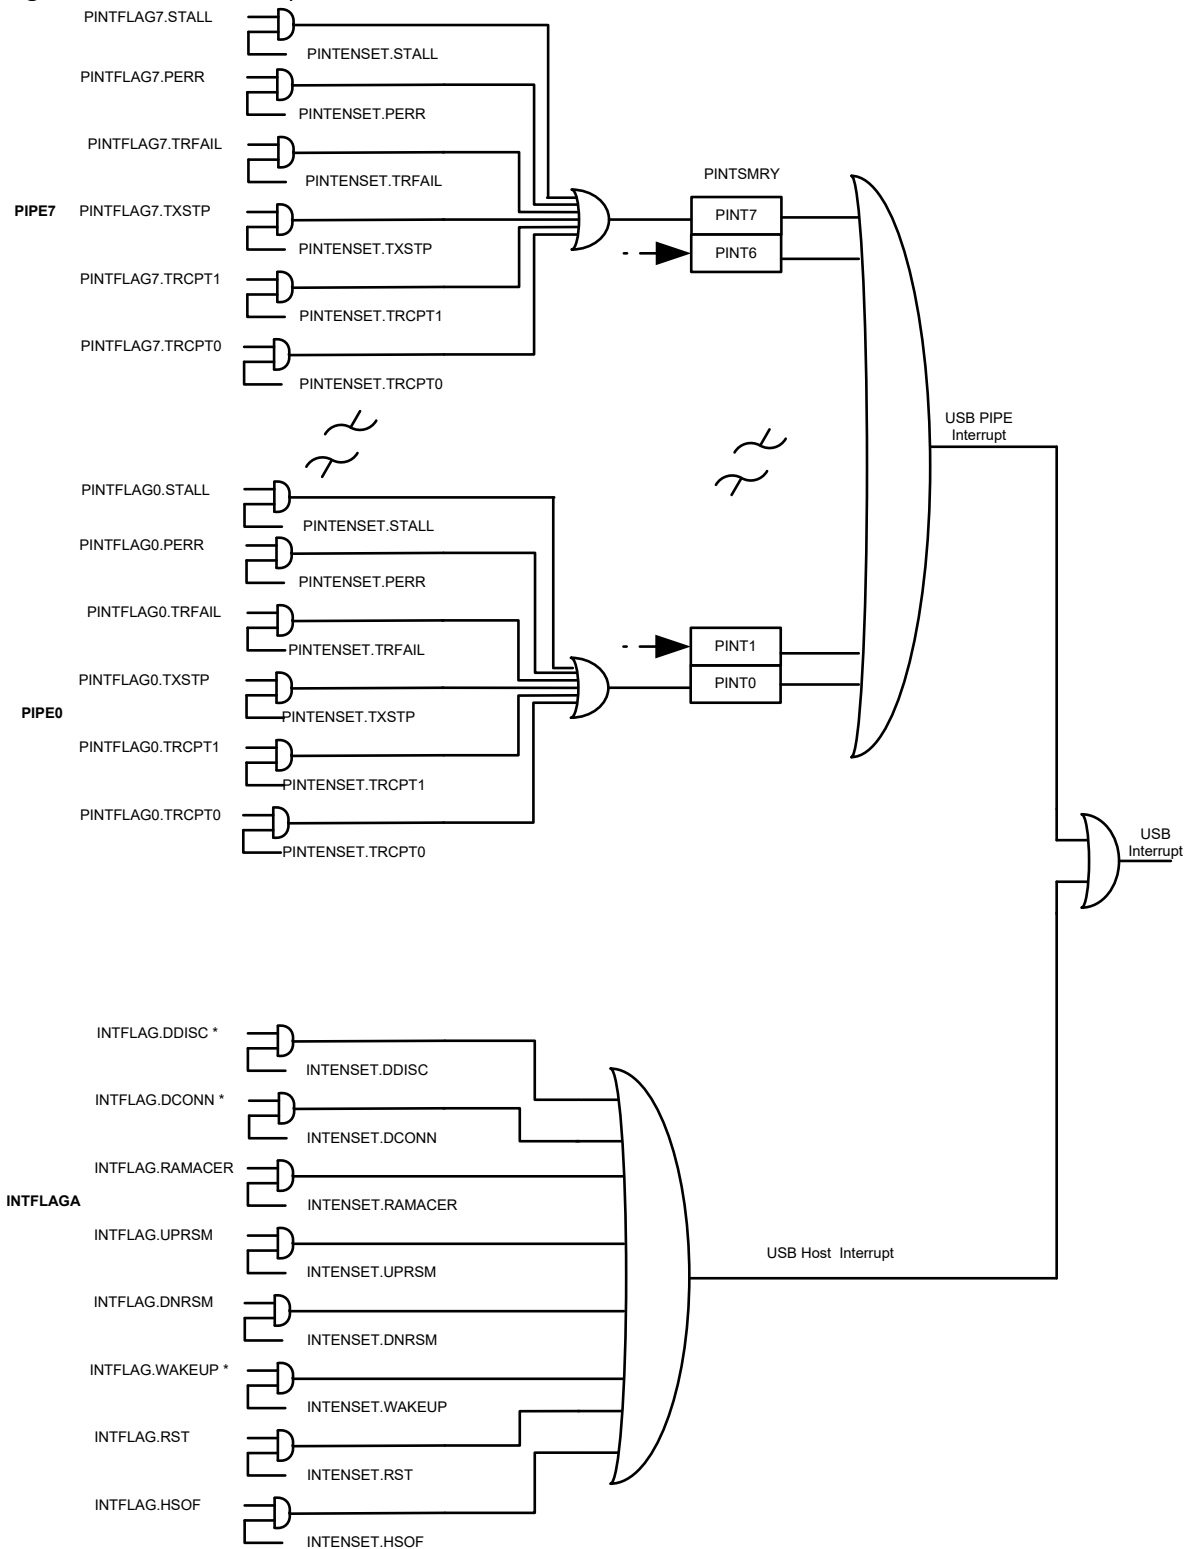 PINTFLAG7.STALL
PINTENSET.STALL
PINTFLAG7.PERR
PINTENSET.PERR
PINTFLAG7.TRFAIL
PINTENSET.TRFAIL
PIPE7
PINTFLAG7.TXSTP
PINTENSET.TXSTP
PINTFLAG7.TRCPT1
PINTENSET.TRCPT1
PINTFLAG7.TRCPT0
PINTENSET.TRCPT0
PINTSMRY
PINT7
PINT6
USB PIPE
Interrupt
PINTFLAG0.STALL
PINTENSET.STALL
PINTFLAG0.PERR
PINTENSET.PERR
PINTFLAG0.TRFAIL
PINTENSET.TRFAIL
PINTFLAG0.TXSTP
PINTENSET.TXSTP
PIPE0
PINTFLAG0.TRCPT1
PINTENSET.TRCPT1
PINTFLAG0.TRCPT0
PINTENSET.TRCPT0
PINT1
PINT0
USB
Interrupt
INTFLAG.DDISC *
INTENSET.DDISC
INTFLAG.DCONN *
INTENSET.DCONN
INTFLAG.RAMACER
INTENSET.RAMACER
INTFLAGA
INTFLAG.UPRSM
INTENSET.UPRSM
USB Host Interrupt
INTFLAG.DNRSM
INTENSET.DNRSM
INTFLAG.WAKEUP *
INTENSET.WAKEUP
INTFLAG.RST
INTENSET.RST
INTFLAG.HSOF
INTENSET.HSOF